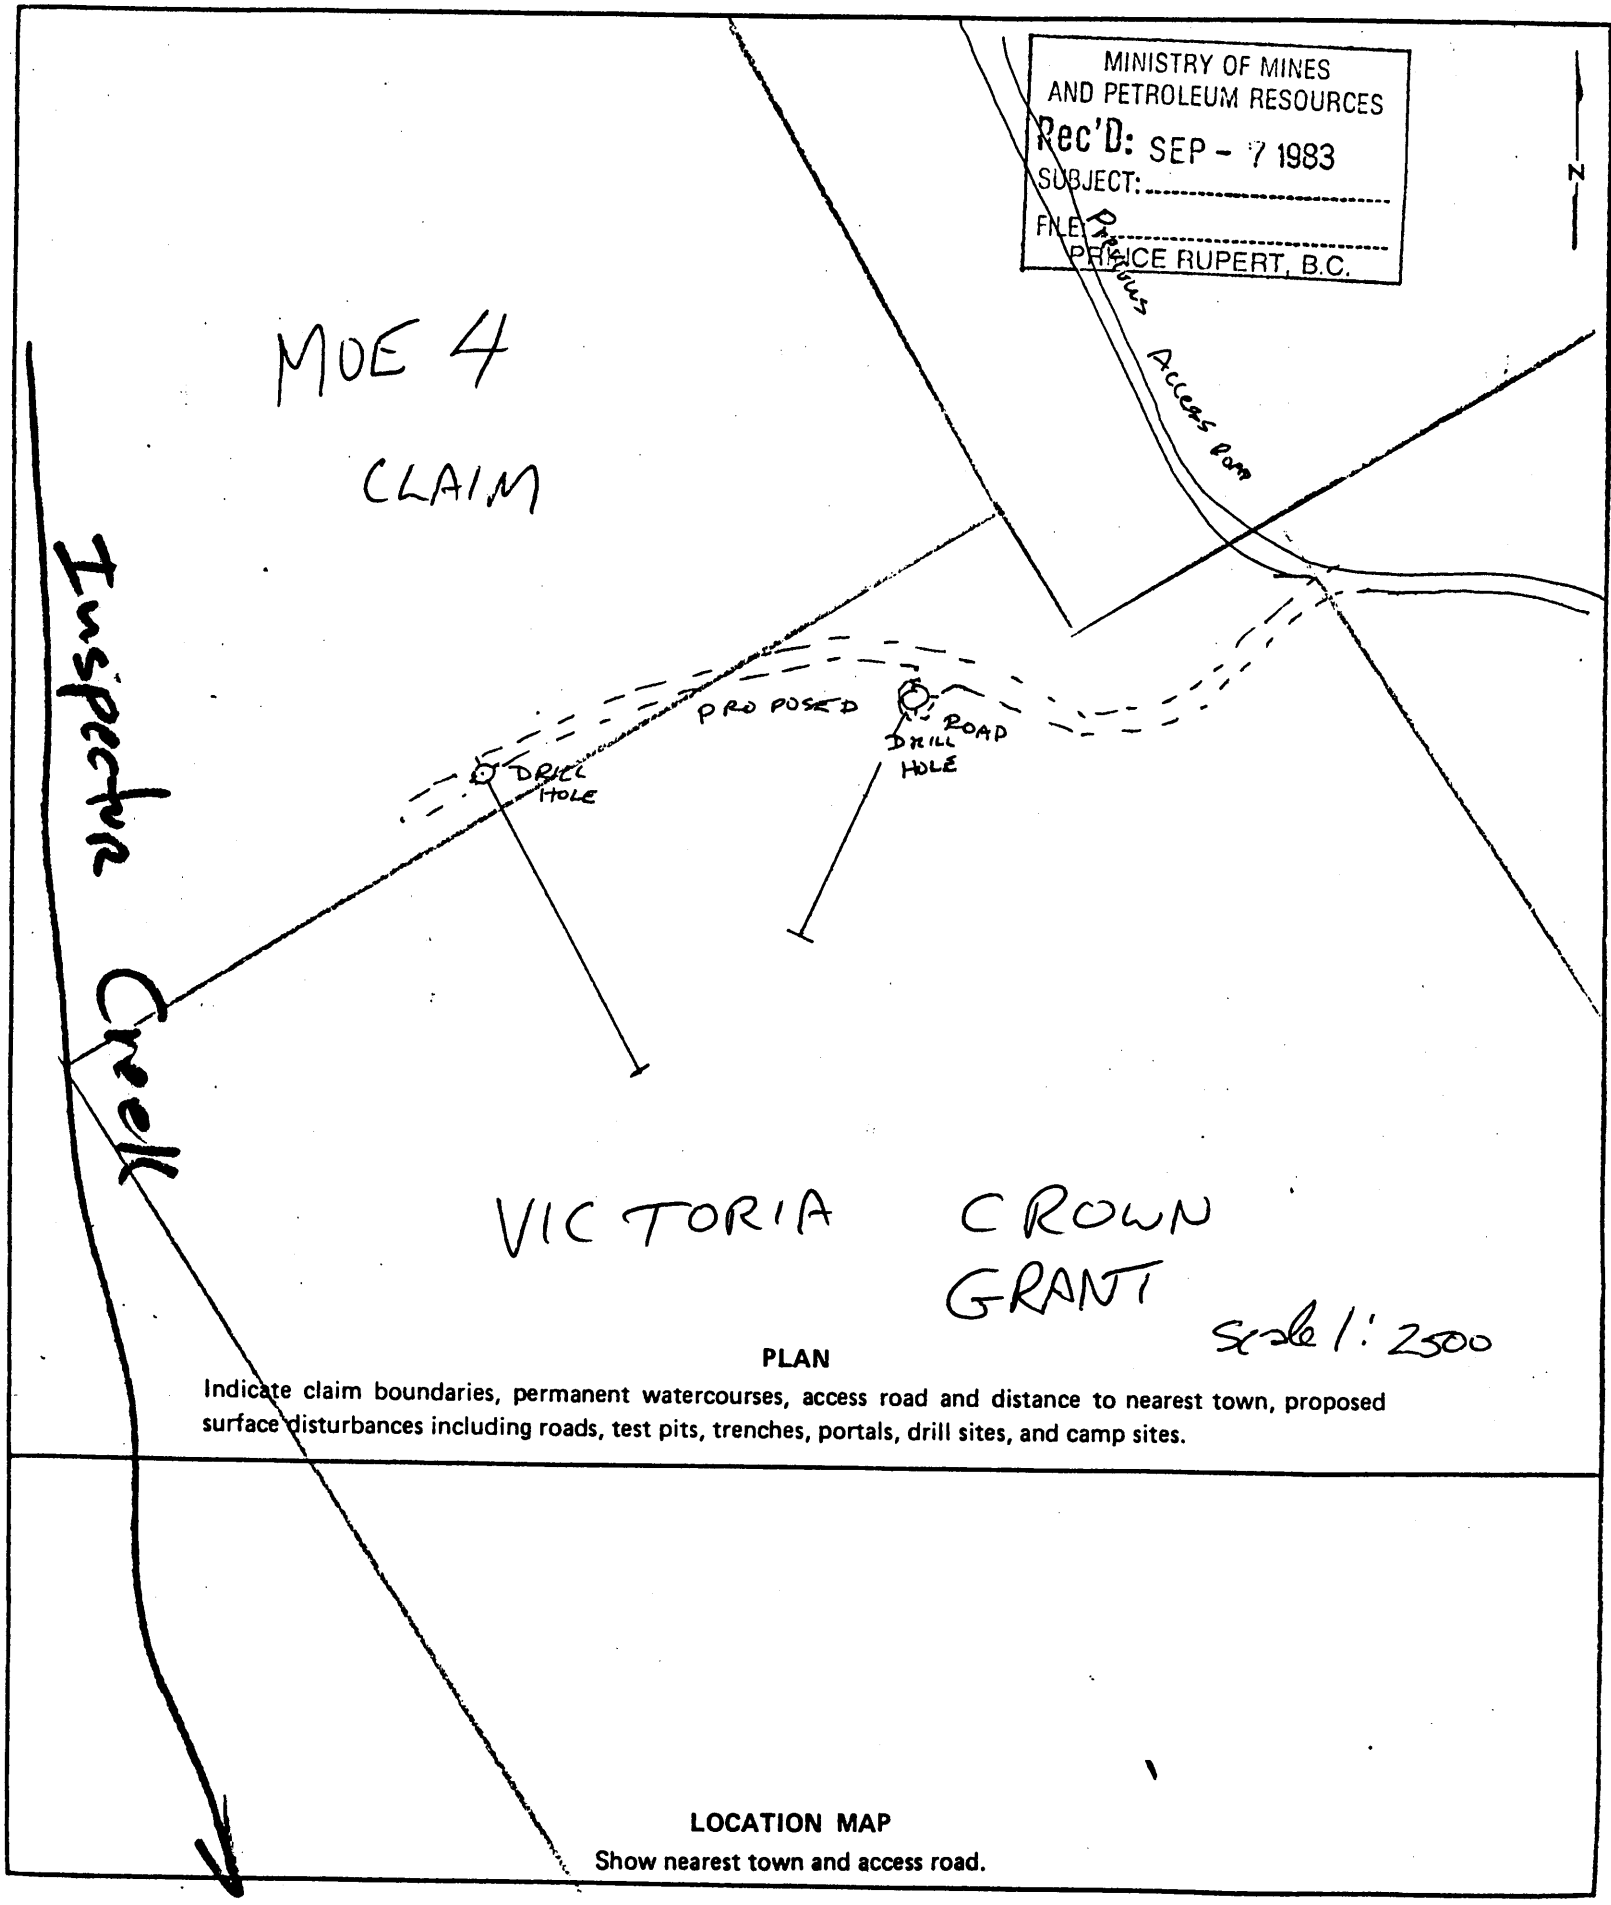 MINISTRY OF MINES
AND PETROLEUM RESOURCES
Rec'D: SEP - 7 1983
SUBJECT:
FILE:
PRINCE RUPERT, B.C.
N
Previous Access Road
MOE 4
CLAIM
Inspector Creek
PROPOSED ROAD
DRILL
HOLE
DRILL
HOLE
VICTORIA CROWN
GRANT
Scale 1:2500
PLAN
Indicate claim boundaries, permanent watercourses, access road and distance to nearest town, proposed
surface disturbances including roads, test pits, trenches, portals, drill sites, and camp sites.
LOCATION MAP
Show nearest town and access road.